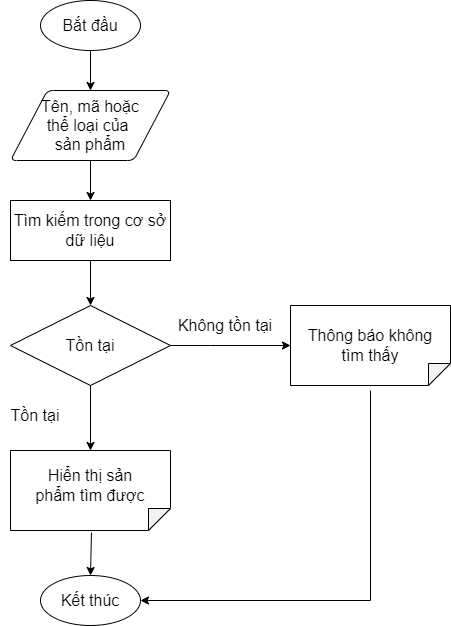 Bắt đầu
Tên, mã hoặc
thể loại của
sản phẩm
Tìm kiếm trong cơ sở
dữ liệu
Tồn tại
Không tồn tại
Thông báo không
tìm thấy
Tồn tại
Hiển thị sản
phẩm tìm được
Kết thúc